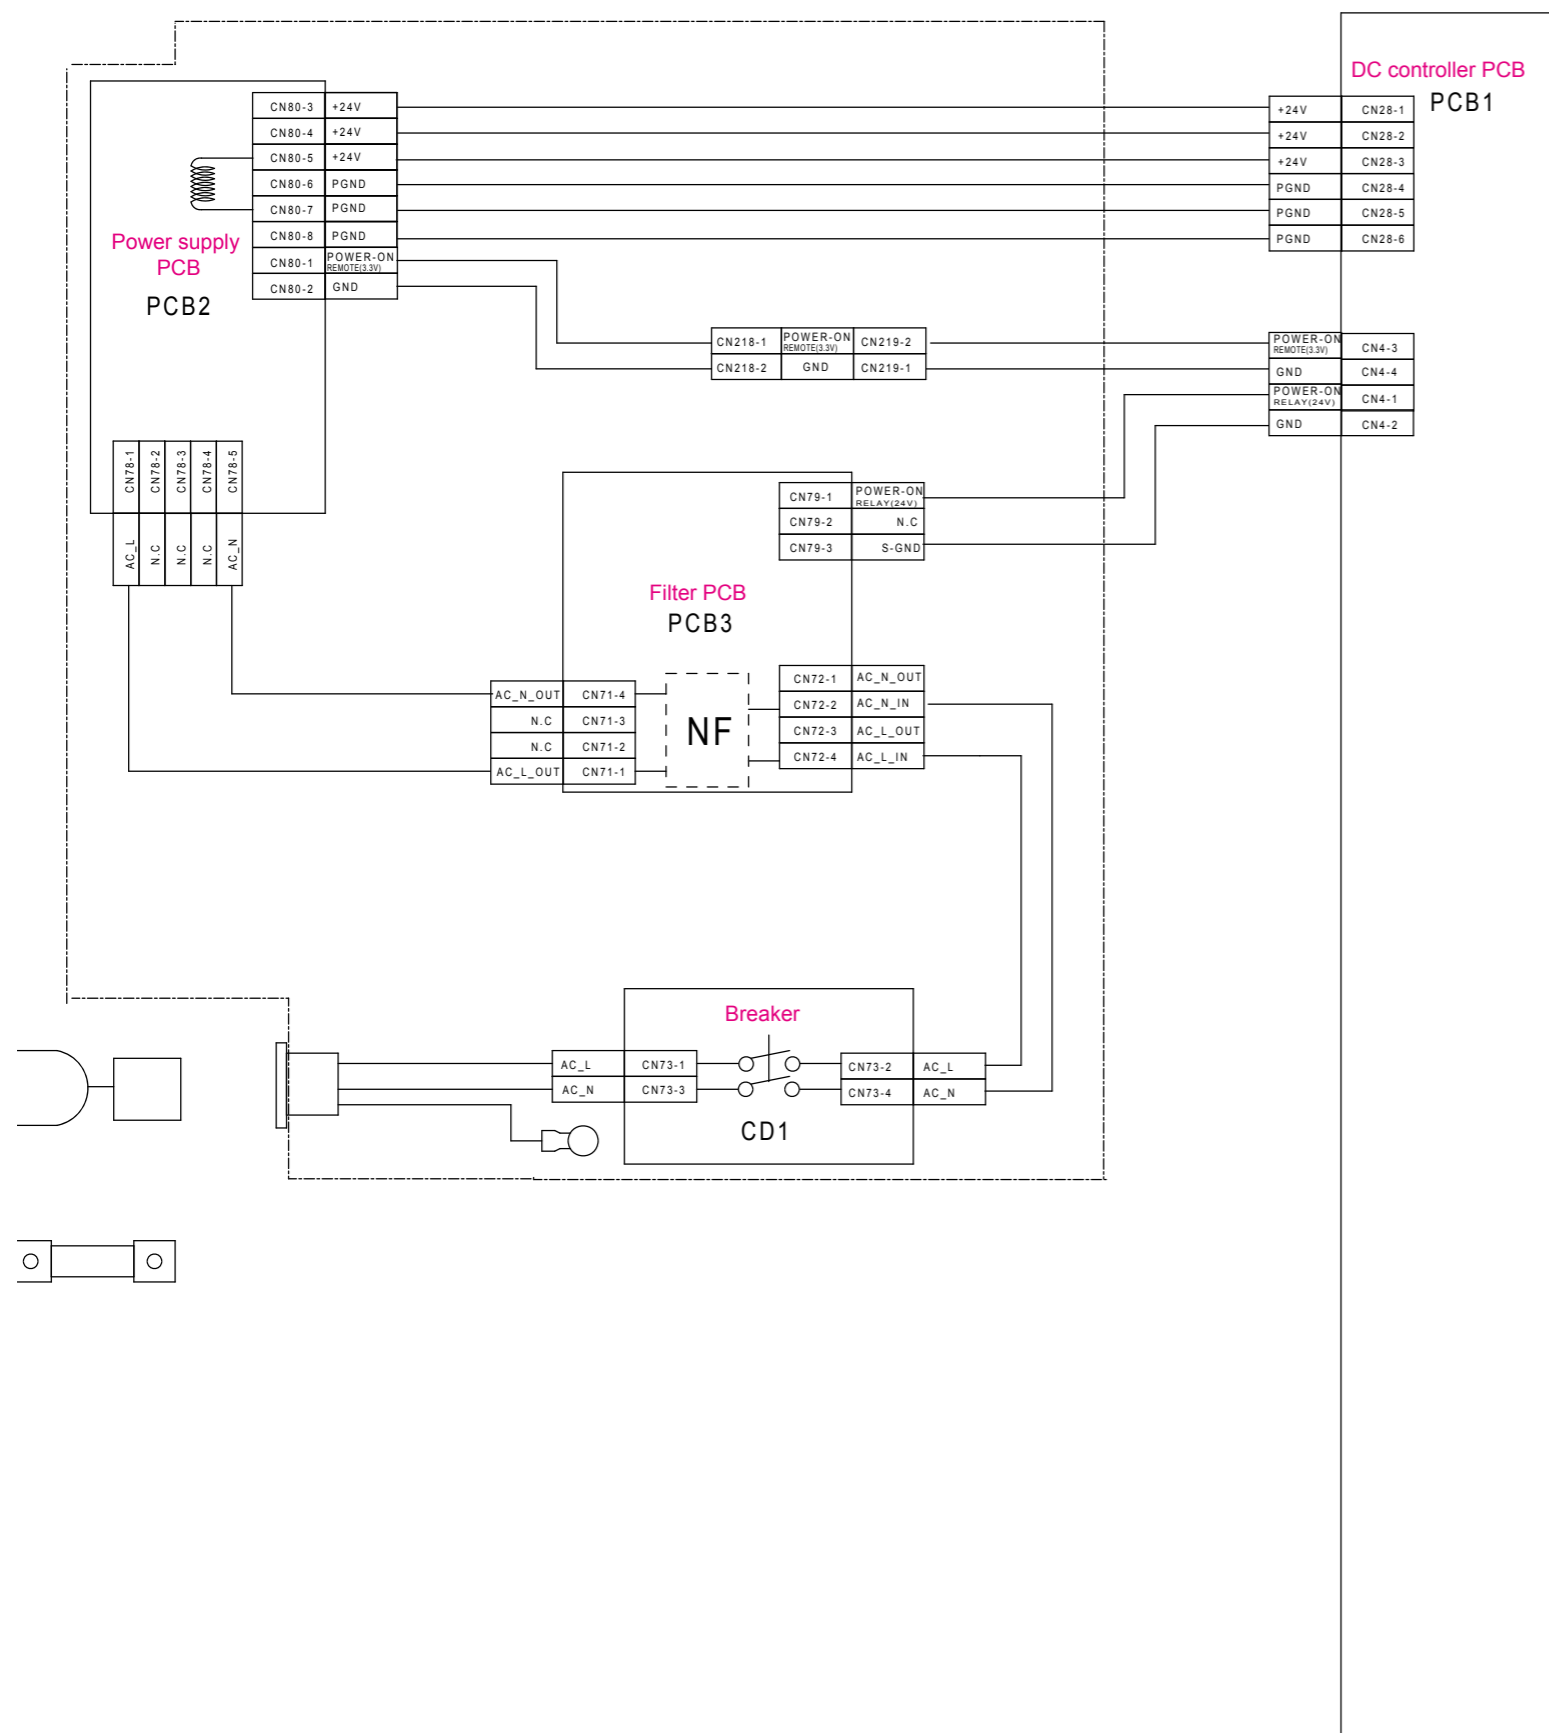 DC controller PCB
PCB1
CN80-3 +24V
CN80-4 +24V
CN80-5 +24V
CN80-6 PGND
CN80-7 PGND
CN80-8 PGND
CN80-1 POWER-ON REMOTE(3.3V)
CN80-2 GND
Power supply
PCB
PCB2
+24V CN28-1
+24V CN28-2
+24V CN28-3
PGND CN28-4
PGND CN28-5
PGND CN28-6
CN218-1 POWER-ON REMOTE(3.3V) CN219-2
CN218-2 GND CN219-1
POWER-ON REMOTE(3.3V) CN4-3
GND CN4-4
POWER-ON RELAY(24V) CN4-1
GND CN4-2
CN78-1 AC_L
CN78-2 N.C
CN78-3 N.C
CN78-4 N.C
CN78-5 AC_N
CN79-1 POWER-ON RELAY(24V)
CN79-2 N.C
CN79-3 S-GND
Filter PCB
PCB3
AC_N_OUT CN71-4
N.C CN71-3
N.C CN71-2
AC_L_OUT CN71-1
NF
CN72-1 AC_N_OUT
CN72-2 AC_N_IN
CN72-3 AC_L_OUT
CN72-4 AC_L_IN
Breaker
AC_L CN73-1
AC_N CN73-3
CN73-2 AC_L
CN73-4 AC_N
CD1